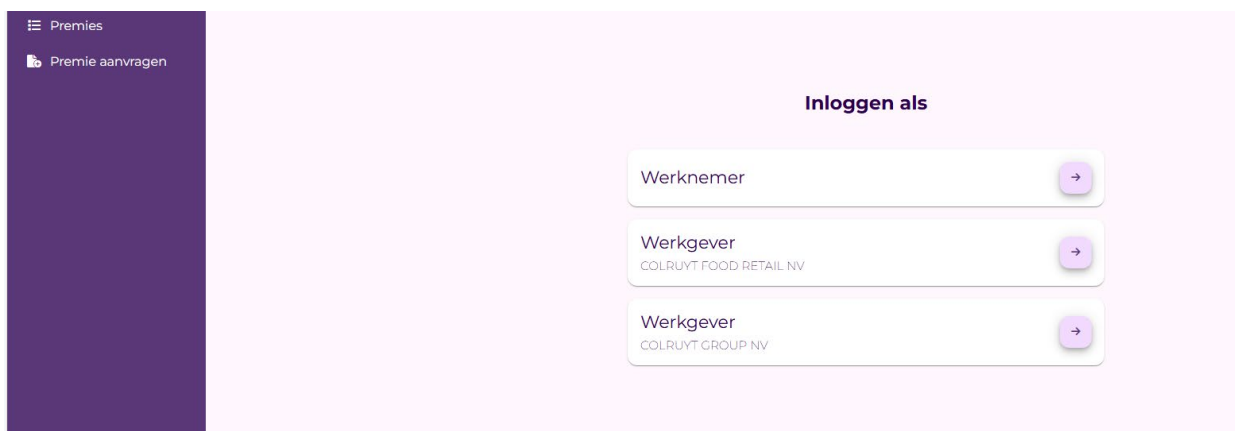 Premies
Premie aanvragen
Inloggen als
Werknemer
Werkgever
COLRUYT FOOD RETAIL NV
Werkgever
COLRUYT GROUP NV